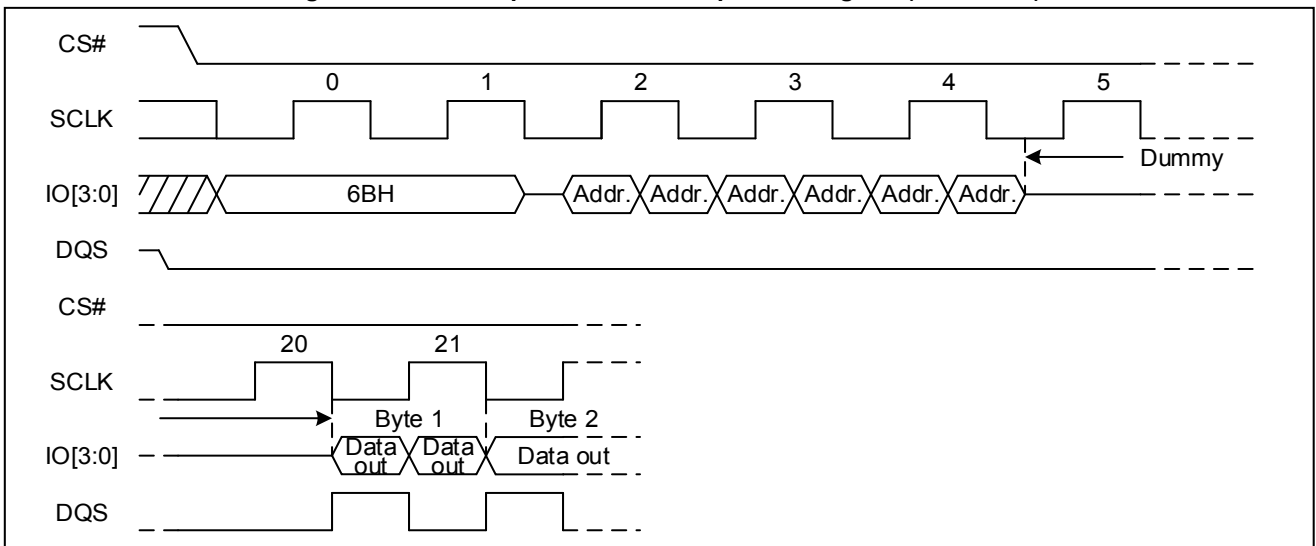 CS#
0 1 2 3 4 5
SCLK
Dummy
IO[3:0] 6BH Addr. Addr. Addr. Addr. Addr. Addr.
DQS
CS#
20 21
SCLK
Byte 1 Byte 2
IO[3:0] Data out Data out Data out
DQS